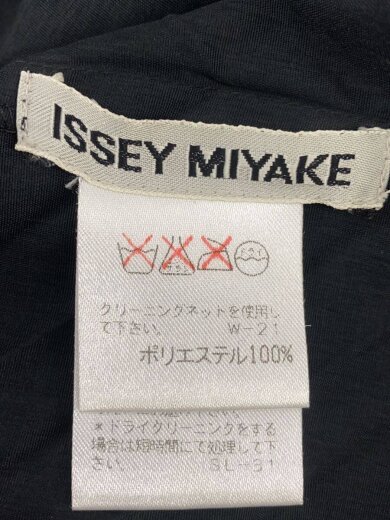 ISSEY MIYAKE
クリーニングネットを使用し
て下さい。 W-21
ポリエステル100%
*ドライクリーニングをする
場合は短時間にて処理して下
さい。 SL-31